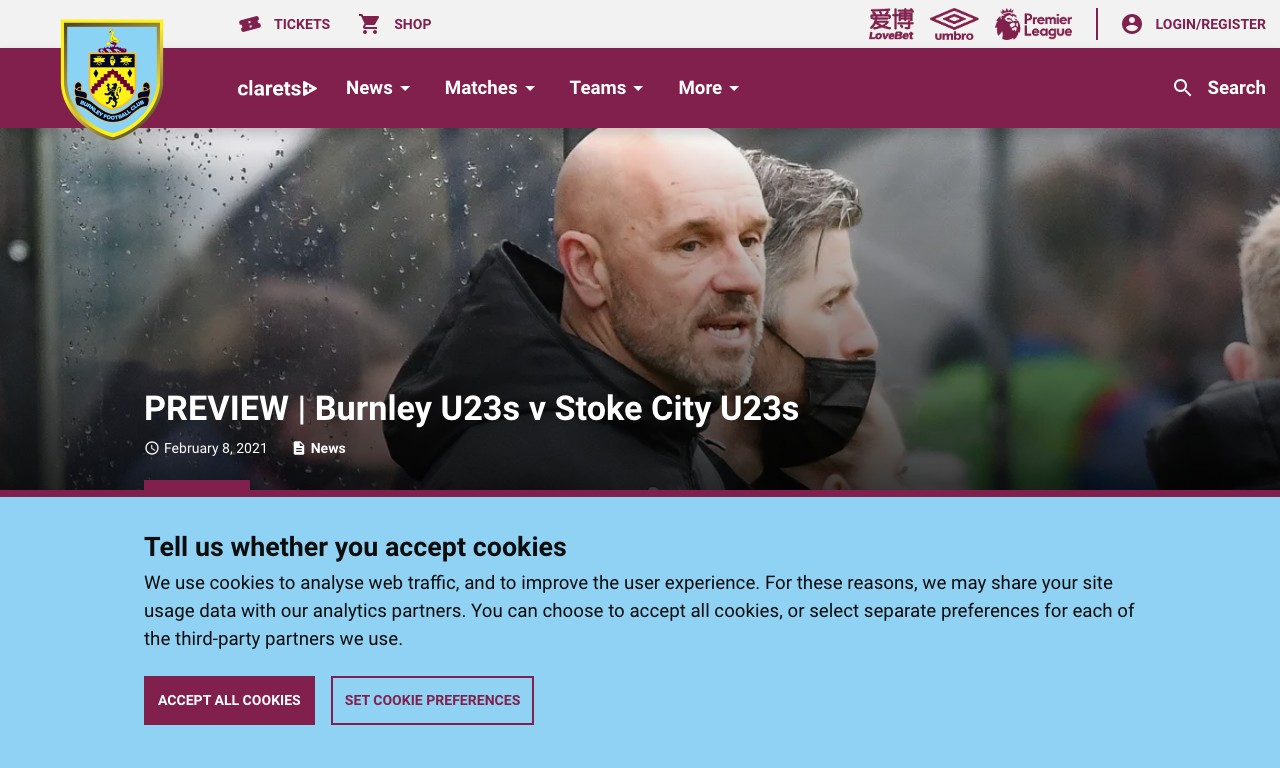 TICKETS
SHOP
爱博
LoveBet
umbro
Premier
League
LOGIN/REGISTER
BURNLEY FOOTBALL CLUB
clarets
News
Matches
Teams
More
Search
PREVIEW | Burnley U23s v Stoke City U23s
February 8, 2021
News
Tell us whether you accept cookies
We use cookies to analyse web traffic, and to improve the user experience. For these reasons, we may share your site
usage data with our analytics partners. You can choose to accept all cookies, or select separate preferences for each of
the third-party partners we use.
ACCEPT ALL COOKIES
SET COOKIE PREFERENCES